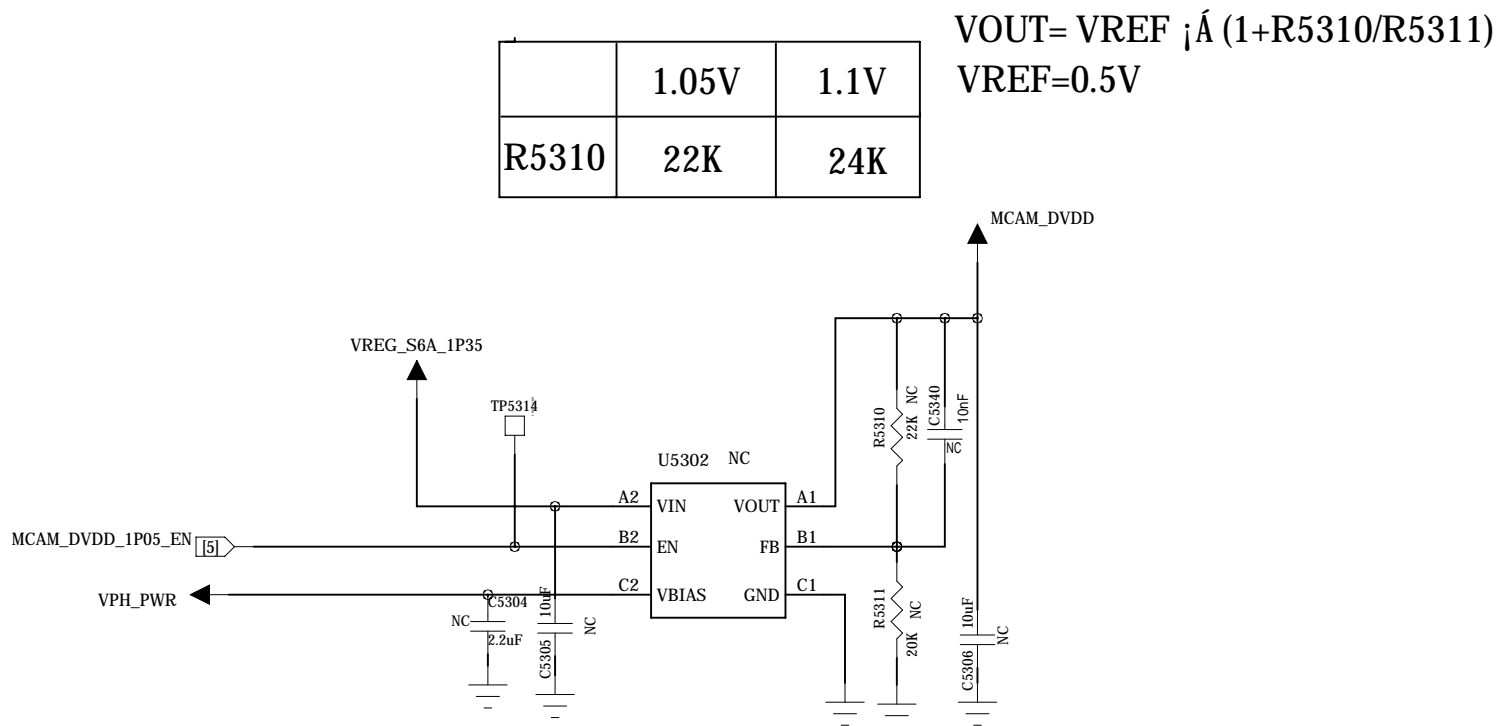 VOUT= VREF ¡Á (1+R5310/R5311)
VREF=0.5V
1.05V 1.1V
R5310 22K 24K
MCAM_DVDD
VREG_S6A_1P35
TP5314
R5310
22K NC
C5340
10nF
NC
U5302 NC
A2 VIN VOUT A1
MCAM_DVDD_1P05_EN [5] B2 EN FB B1
VPH_PWR C2 VBIAS GND C1
C5304
NC
2.2uF
10uF
C5305
NC
R5311
20K NC
10uF
C5306
NC